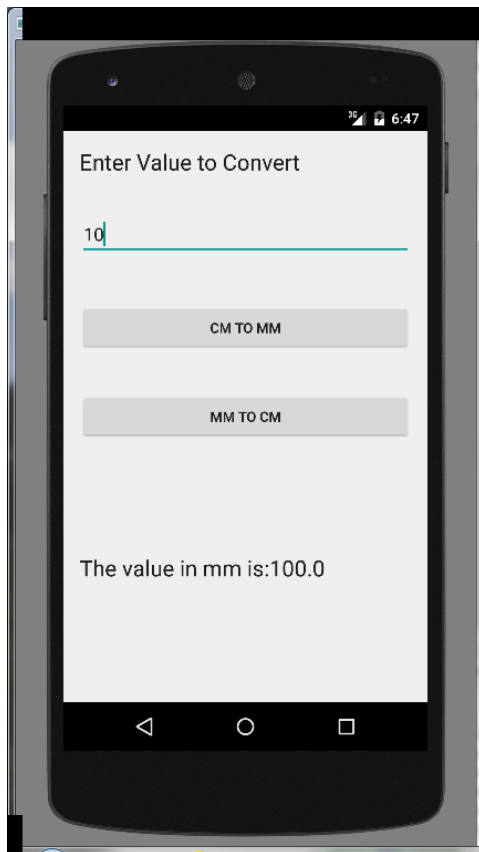 3G 6:47
Enter Value to Convert
10
CM TO MM
MM TO CM
The value in mm is:100.0